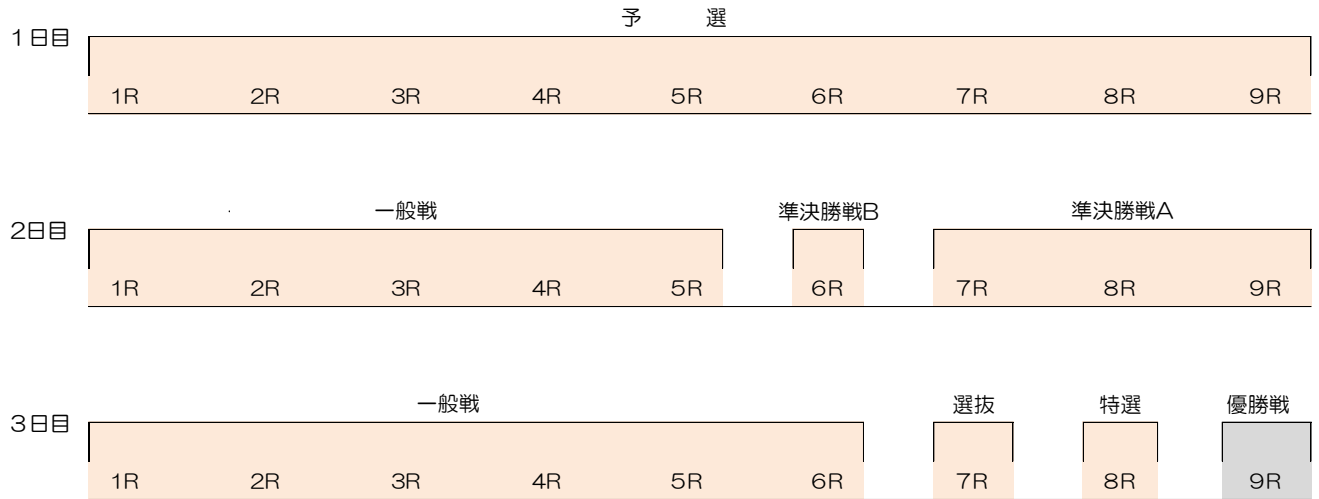 予 選
1日目
1R 2R 3R 4R 5R 6R 7R 8R 9R
一般戦 準決勝戦B 準決勝戦A
2日目
1R 2R 3R 4R 5R 6R 7R 8R 9R
一般戦 選抜 特選 優勝戦
3日目
1R 2R 3R 4R 5R 6R 7R 8R 9R